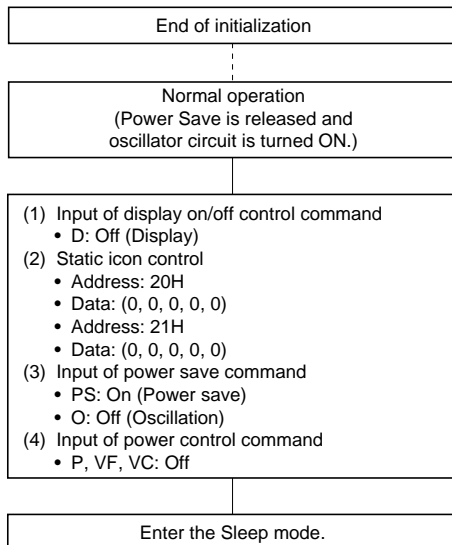 End of initialization
Normal operation
(Power Save is released and
oscillator circuit is turned ON.)
(1) Input of display on/off control command
• D: Off (Display)
(2) Static icon control
• Address: 20H
• Data: (0, 0, 0, 0, 0)
• Address: 21H
• Data: (0, 0, 0, 0, 0)
(3) Input of power save command
• PS: On (Power save)
• O: Off (Oscillation)
(4) Input of power control command
• P, VF, VC: Off
Enter the Sleep mode.